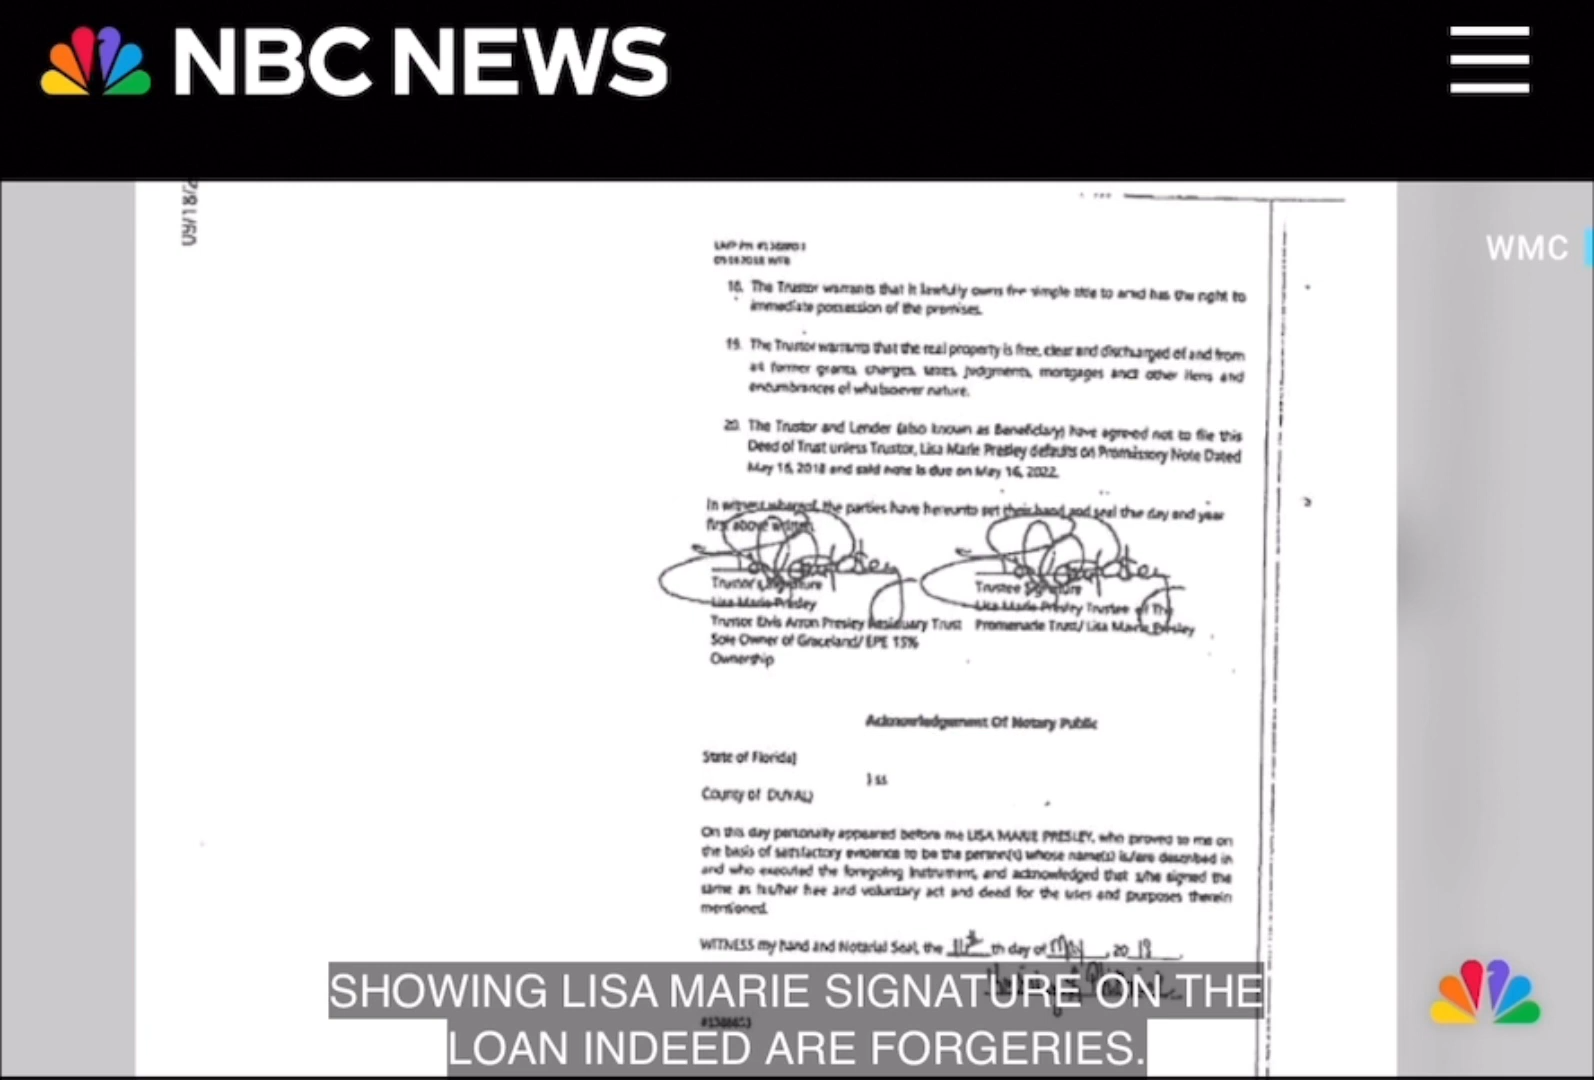 NBC NEWS
09/18/2
WMC
18. The Trustor warrants that it lawfully owns fee simple title to and has the right to
immediate possession of the premises.
19. The Trustor warrants that the real property is free, clear and discharged of and from
all former grants, charges, taxes, judgments, mortgages and other liens and
encumbrances of whatsoever nature.
20. The Trustor and Lender (also known as Beneficiary) have agreed not to file this
Deed of Trust unless Trustor, Lisa Marie Presley defaults on Promissory Note Dated
May 16, 2018 and said note is due on May 16, 2022.
In witness whereof, the parties have hereunto set their hand and seal the day and year
first above written.
Trustor's Signature
Lisa Marie Presley
Trustor Elvis Arron Presley Residuary Trust
Sole Owner of Graceland/ EPE 15%
Ownership
Trustee Signature
Lisa Marie Presley Trustee of The
Promenade Trust/ Lisa Marie Presley
Acknowledgement Of Notary Public
State of Florida}
} ss
County of DUVAL}
On this day personally appeared before me LISA MARIE PRESLEY, who proved to me on
the basis of satisfactory evidence to be the person(s) whose name(s) is/are described in
and who executed the foregoing instrument, and acknowledged that s/he signed the
same as his/her free and voluntary act and deed for the uses and purposes therein
mentioned.
WITNESS my hand and Notarial Seal, the th day of May, 20 18
SHOWING LISA MARIE SIGNATURE ON THE
LOAN INDEED ARE FORGERIES.